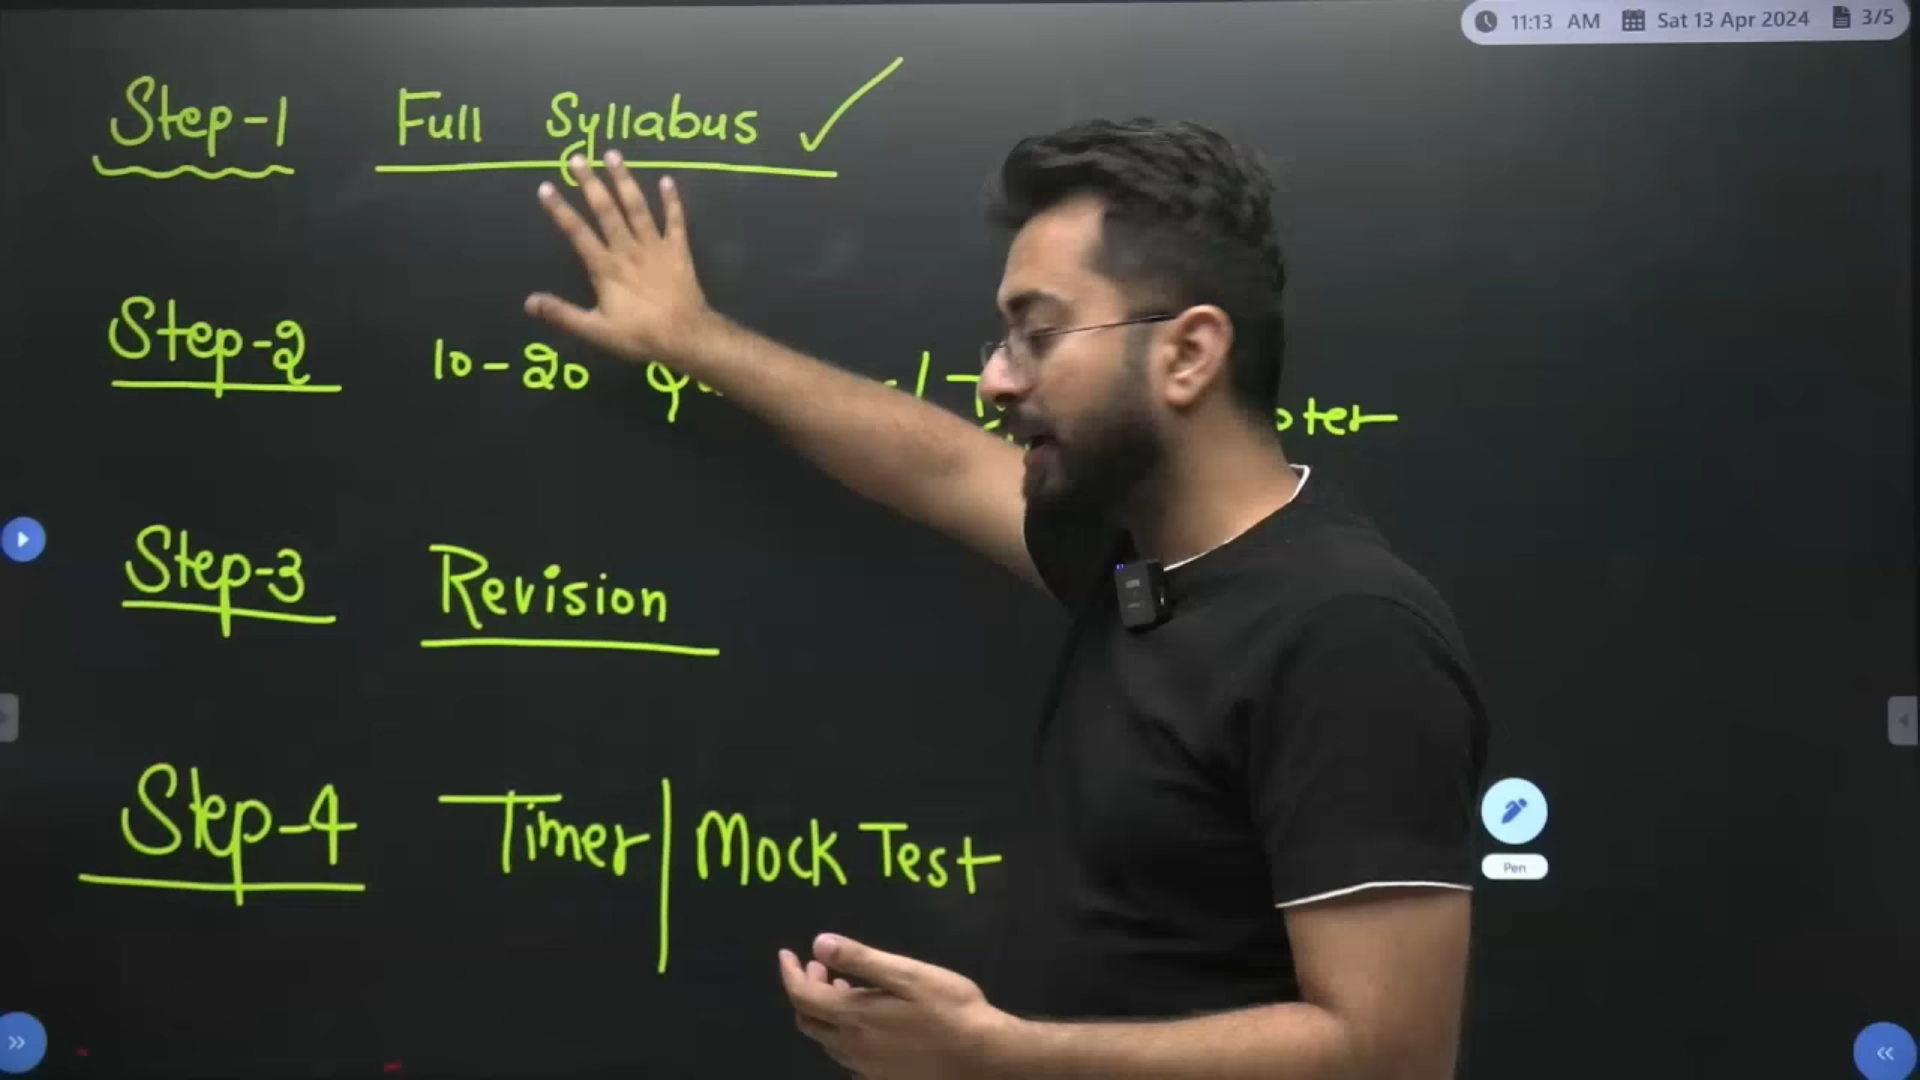 11:13 AM Sat 13 Apr 2024 3/5
Step-1 Full Syllabus ✓
Step-2 10-20
Step-3 Revision
Step-4 Timer | Mock Test
Pen